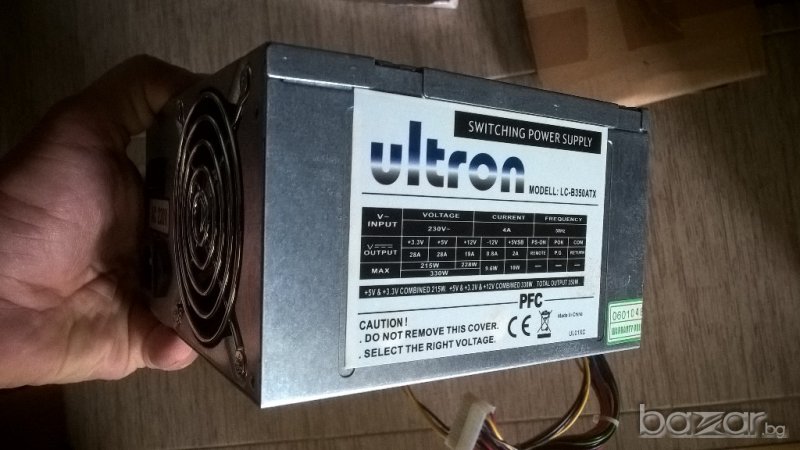 SWITCHING POWER SUPPLY
ultron
MODELL: LC-B350ATX
V~ INPUT VOLTAGE CURRENT FREQUENCY
230V~ 4A 50Hz
V OUTPUT +3.3V +5V +12V -12V +5VSB PS-ON POK COM
28A 28A 19A 0.8A 2A REMOTE P.G. RETURN
MAX 215W 228W 9.6W 10W — — —
330W
+5V & +3.3V COMBINED 215W, +5V & +3.3V & +12V COMBINED 330W TOTAL OUTPUT 350W
PFC
CAUTION !
. DO NOT REMOVE THIS COVER.
. SELECT THE RIGHT VOLTAGE.
CE
Made in China
060104
bazar.bg